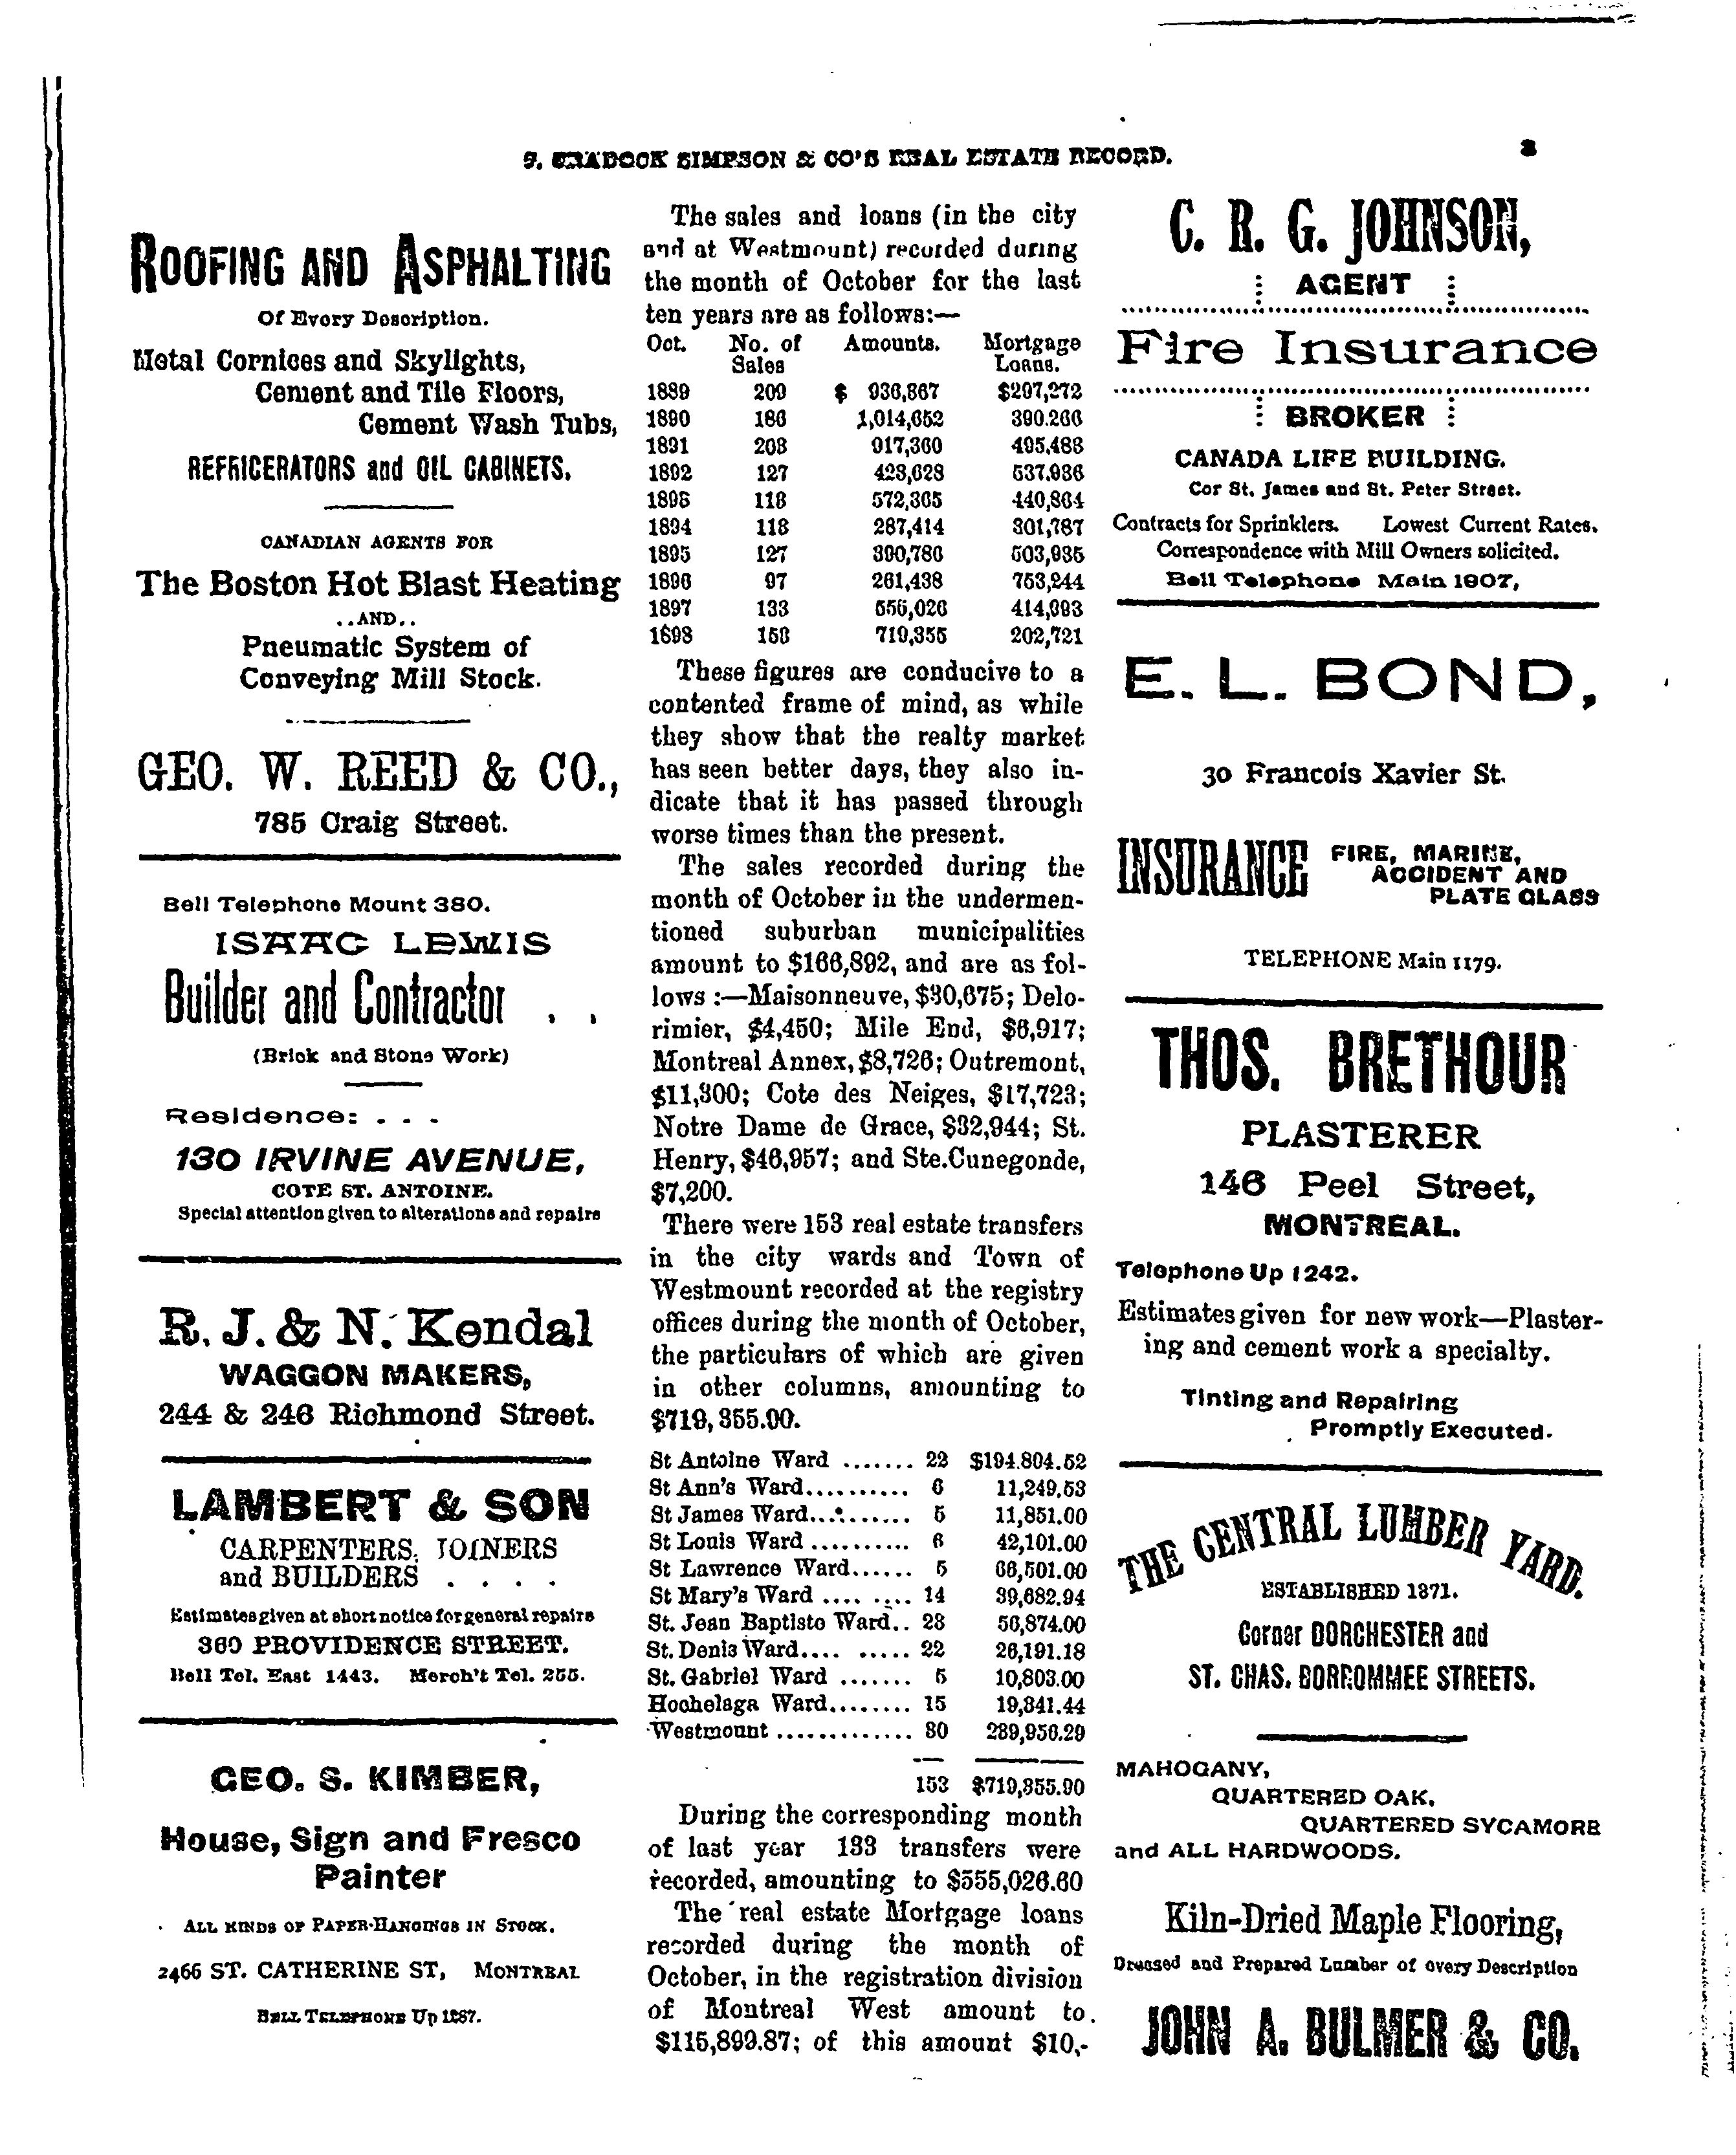 J. CRADOCK SIMPSON & CO'S REAL ESTATE RECORD. 3
ROOFING AND ASPHALTING
Of Every Description.
Metal Cornices and Skylights,
Cement and Tile Floors,
Cement Wash Tubs,
REFRIGERATORS and OIL CABINETS.
CANADIAN AGENTS FOR
The Boston Hot Blast Heating
..AND..
Pneumatic System of
Conveying Mill Stock.
GEO. W. REED & CO.,
785 Craig Street.
Bell Telephone Mount 380.
ISAAC LEWIS
Builder and Contractor . .
(Brick and Stone Work)
Residence: . . .
130 IRVINE AVENUE,
COTE ST. ANTOINE.
Special attention given to alterations and repairs
R. J. & N. Kendal
WAGGON MAKERS,
244 & 246 Richmond Street.
LAMBERT & SON
CARPENTERS, JOINERS
and BUILDERS . . . .
Estimates given at short notice for general repairs
360 PROVIDENCE STREET.
Bell Tel. East 1443. Merch't Tel. 255.
GEO. S. KIMBER,
House, Sign and Fresco
Painter
ALL KINDS OF PAPER-HANGINGS IN STOCK.
2466 ST. CATHERINE ST, MONTREAL
BELL TELEPHONE Up 1267.
The sales and loans (in the city
and at Westmount) recorded during
the month of October for the last
ten years are as follows:—
Oct. No. of Amounts. Mortgage
Sales Loans.
1889 209 $ 936,867 $297,272
1890 186 1,014,652 390.266
1891 203 917,360 495,488
1892 127 423,628 537,936
1893 118 572,365 440,864
1894 118 287,414 301,787
1895 127 390,780 503,935
1896 97 261,438 753,244
1897 133 555,026 414,093
1898 153 719,355 202,721
These figures are conducive to a
contented frame of mind, as while
they show that the realty market
has seen better days, they also in-
dicate that it has passed through
worse times than the present.
The sales recorded during the
month of October in the undermen-
tioned suburban municipalities
amount to $166,892, and are as fol-
lows :—Maisonneuve, $30,675; Delo-
rimier, $4,450; Mile End, $6,917;
Montreal Annex, $8,726; Outremont,
$11,300; Cote des Neiges, $17,723;
Notre Dame de Grace, $32,944; St.
Henry, $46,957; and Ste.Cunegonde,
$7,200.
There were 153 real estate transfers
in the city wards and Town of
Westmount recorded at the registry
offices during the month of October,
the particulars of which are given
in other columns, amounting to
$719,355.00.
St Antoine Ward ....... 22 $194.804.52
St Ann's Ward.......... 6 11,249.53
St James Ward.......... 5 11,851.00
St Louis Ward .......... 6 42,101.00
St Lawrence Ward...... 5 66,501.00
St Mary's Ward .... .... 14 39,682.94
St. Jean Baptiste Ward.. 23 56,874.00
St. Denis Ward.... ..... 22 26,191.18
St. Gabriel Ward ....... 5 10,803.00
Hochelaga Ward........ 15 19,341.44
Westmount ............. 30 239,956.29
153 $719,355.90
During the corresponding month
of last year 133 transfers were
recorded, amounting to $555,026.60
The real estate Mortgage loans
recorded during the month of
October, in the registration division
of Montreal West amount to
$115,899.87; of this amount $10,-
C. R. G. JOHNSON,
AGENT
Fire Insurance
BROKER
CANADA LIFE BUILDING.
Cor St. James and St. Peter Street.
Contracts for Sprinklers. Lowest Current Rates.
Correspondence with Mill Owners solicited.
Bell Telephone Main 1907,
E. L. BOND,
30 Francois Xavier St.
INSURANCE FIRE, MARINE,
ACCIDENT AND
PLATE GLASS
TELEPHONE Main 1179.
THOS. BRETHOUR
PLASTERER
146 Peel Street,
MONTREAL.
Telephone Up 1242.
Estimates given for new work—Plaster-
ing and cement work a specialty.
Tinting and Repairing
Promptly Executed.
THE CENTRAL LUMBER YARD.
ESTABLISHED 1871.
Corner DORCHESTER and
ST. CHAS. BORROMMEE STREETS.
MAHOGANY,
QUARTERED OAK,
QUARTERED SYCAMORE
and ALL HARDWOODS.
Kiln-Dried Maple Flooring,
Dressed and Prepared Lumber of every Description
JOHN A. BULMER & CO.